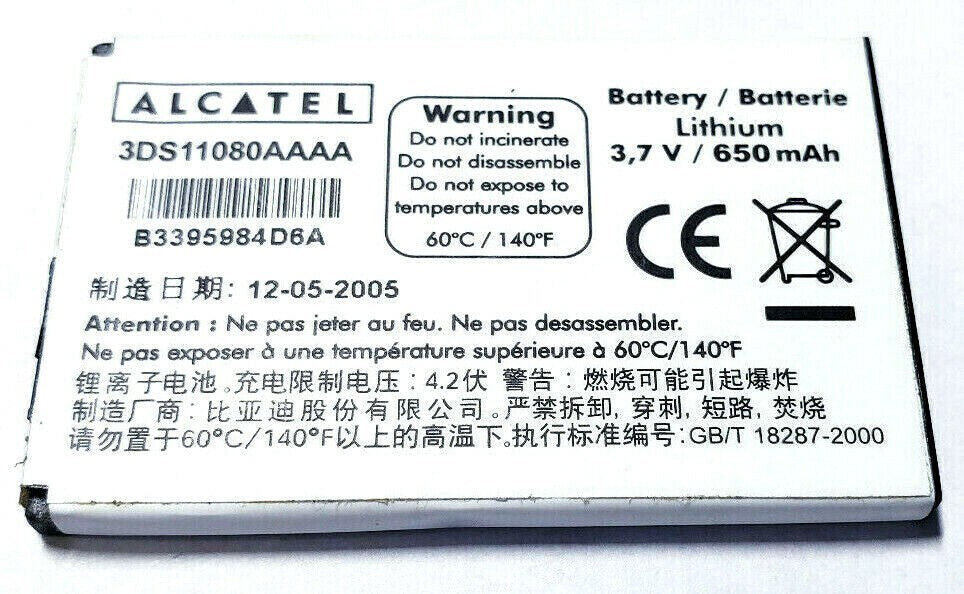 ALCATEL
3DS11080AAAA
B3395984D6A
Warning
Do not incinerate
Do not disassemble
Do not expose to
temperatures above
60°C / 140°F
Battery / Batterie
Lithium
3,7 V / 650 mAh
CE
制造日期: 12-05-2005
Attention : Ne pas jeter au feu. Ne pas desassembler.
Ne pas exposer à une température supérieure à 60°C/140°F
锂离子电池。充电限制电压:4.2伏 警告:燃烧可能引起爆炸
制造厂商:比亚迪股份有限公司。严禁拆卸,穿刺,短路,焚烧
请勿置于60°C/140°F以上的高温下。执行标准编号:GB/T 18287-2000